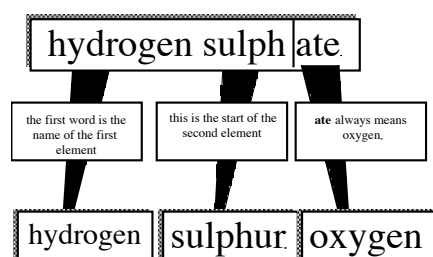 hydrogen sulph ate.
the first word is the
name of the first
element
this is the start of the
second element
ate always means
oxygen,
hydrogen
sulphur.
oxygen